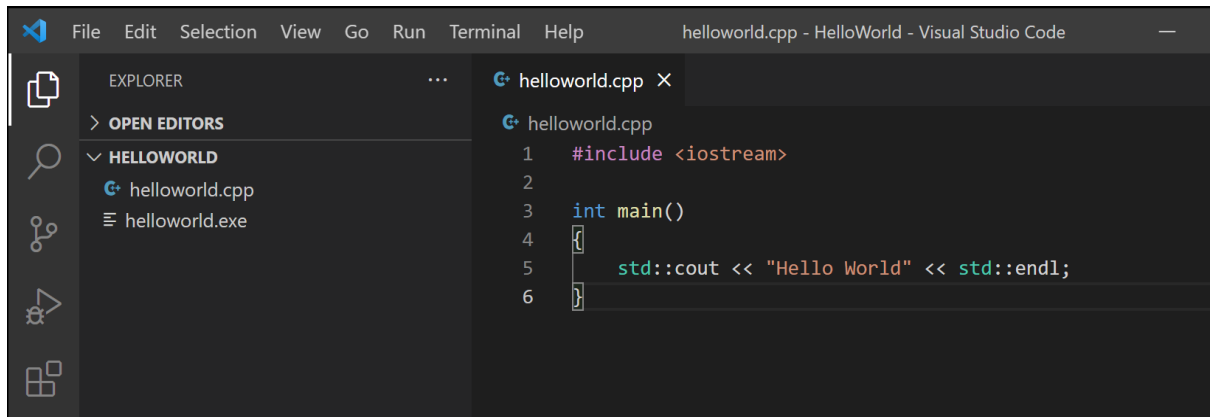 File Edit Selection View Go Run Terminal Help helloworld.cpp - HelloWorld - Visual Studio Code
EXPLORER ···
OPEN EDITORS
HELLOWORLD
helloworld.cpp
helloworld.exe
helloworld.cpp
helloworld.cpp
1 #include <iostream>
2
3 int main()
4 {
5     std::cout << "Hello World" << std::endl;
6 }